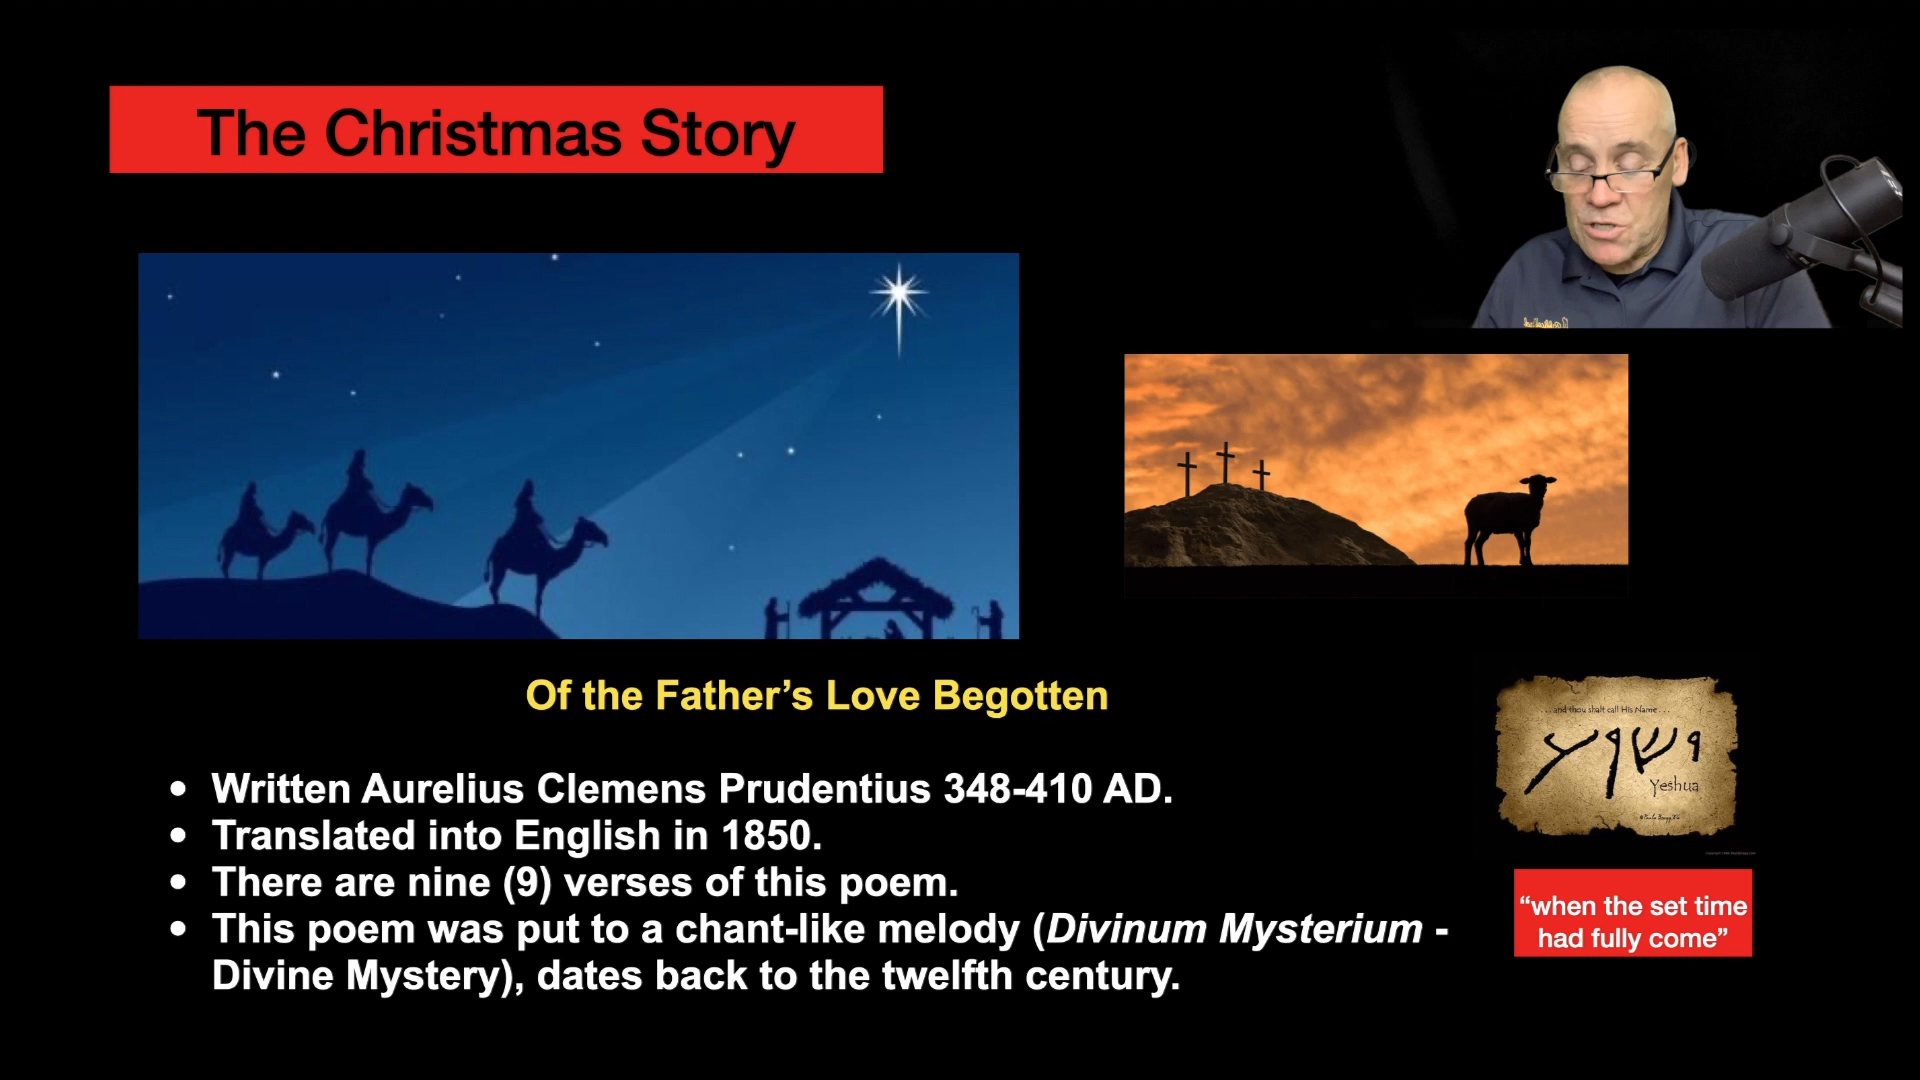 The Christmas Story
Of the Father’s Love Begotten
• Written Aurelius Clemens Prudentius 348-410 AD.
• Translated into English in 1850.
• There are nine (9) verses of this poem.
• This poem was put to a chant-like melody (Divinum Mysterium -
Divine Mystery), dates back to the twelfth century.
. . . and thou shalt call His Name . . .
ישוע
Yeshua
“when the set time
had fully come”